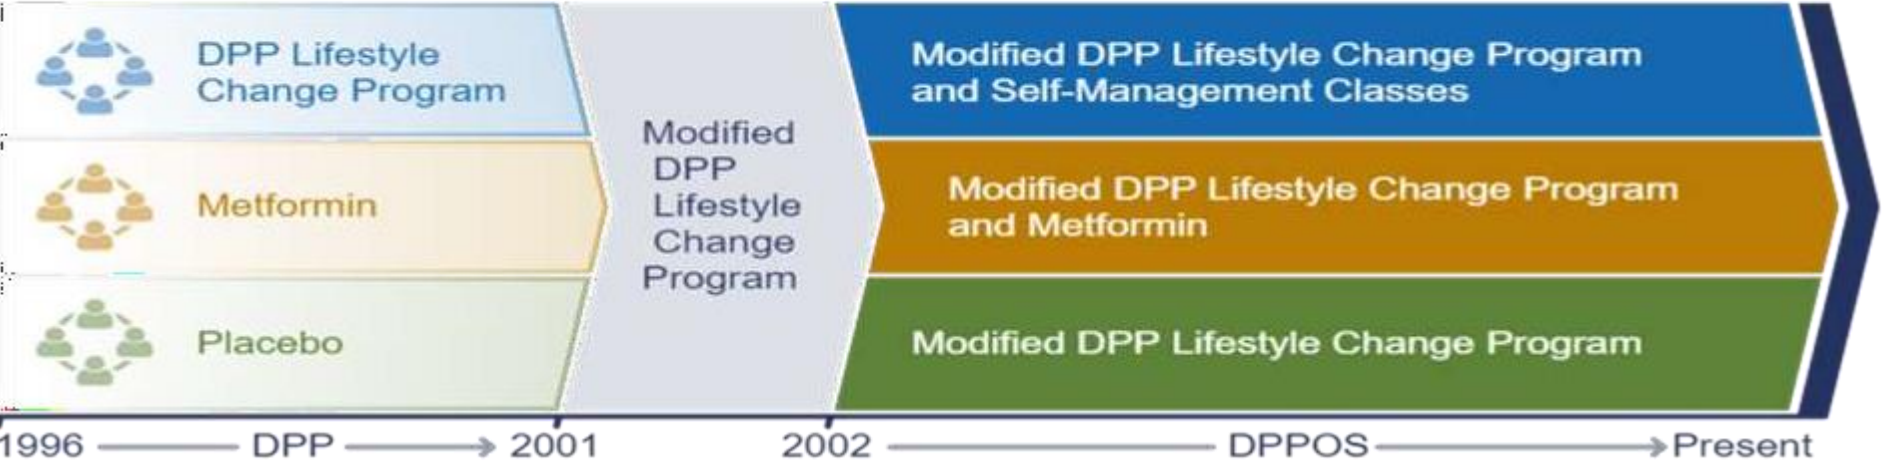 DPP Lifestyle
Change Program
Metformin
Placebo
Modified
DPP
Lifestyle
Change
Program
Modified DPP Lifestyle Change Program
and Self-Management Classes
Modified DPP Lifestyle Change Program
and Metformin
Modified DPP Lifestyle Change Program
1996 DPP 2001 2002 DPPOS Present